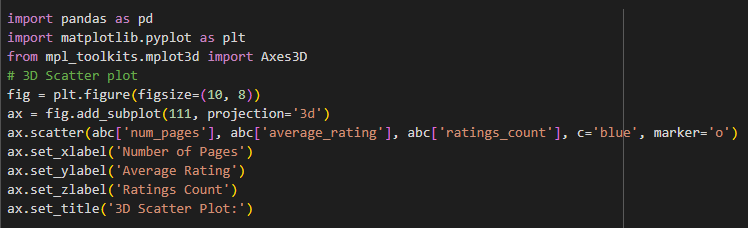 import pandas as pd
import matplotlib.pyplot as plt
from mpl_toolkits.mplot3d import Axes3D
# 3D Scatter plot
fig = plt.figure(figsize=(10, 8))
ax = fig.add_subplot(111, projection='3d')
ax.scatter(abc['num_pages'], abc['average_rating'], abc['ratings_count'], c='blue', marker='o')
ax.set_xlabel('Number of Pages')
ax.set_ylabel('Average Rating')
ax.set_zlabel('Ratings Count')
ax.set_title('3D Scatter Plot:')